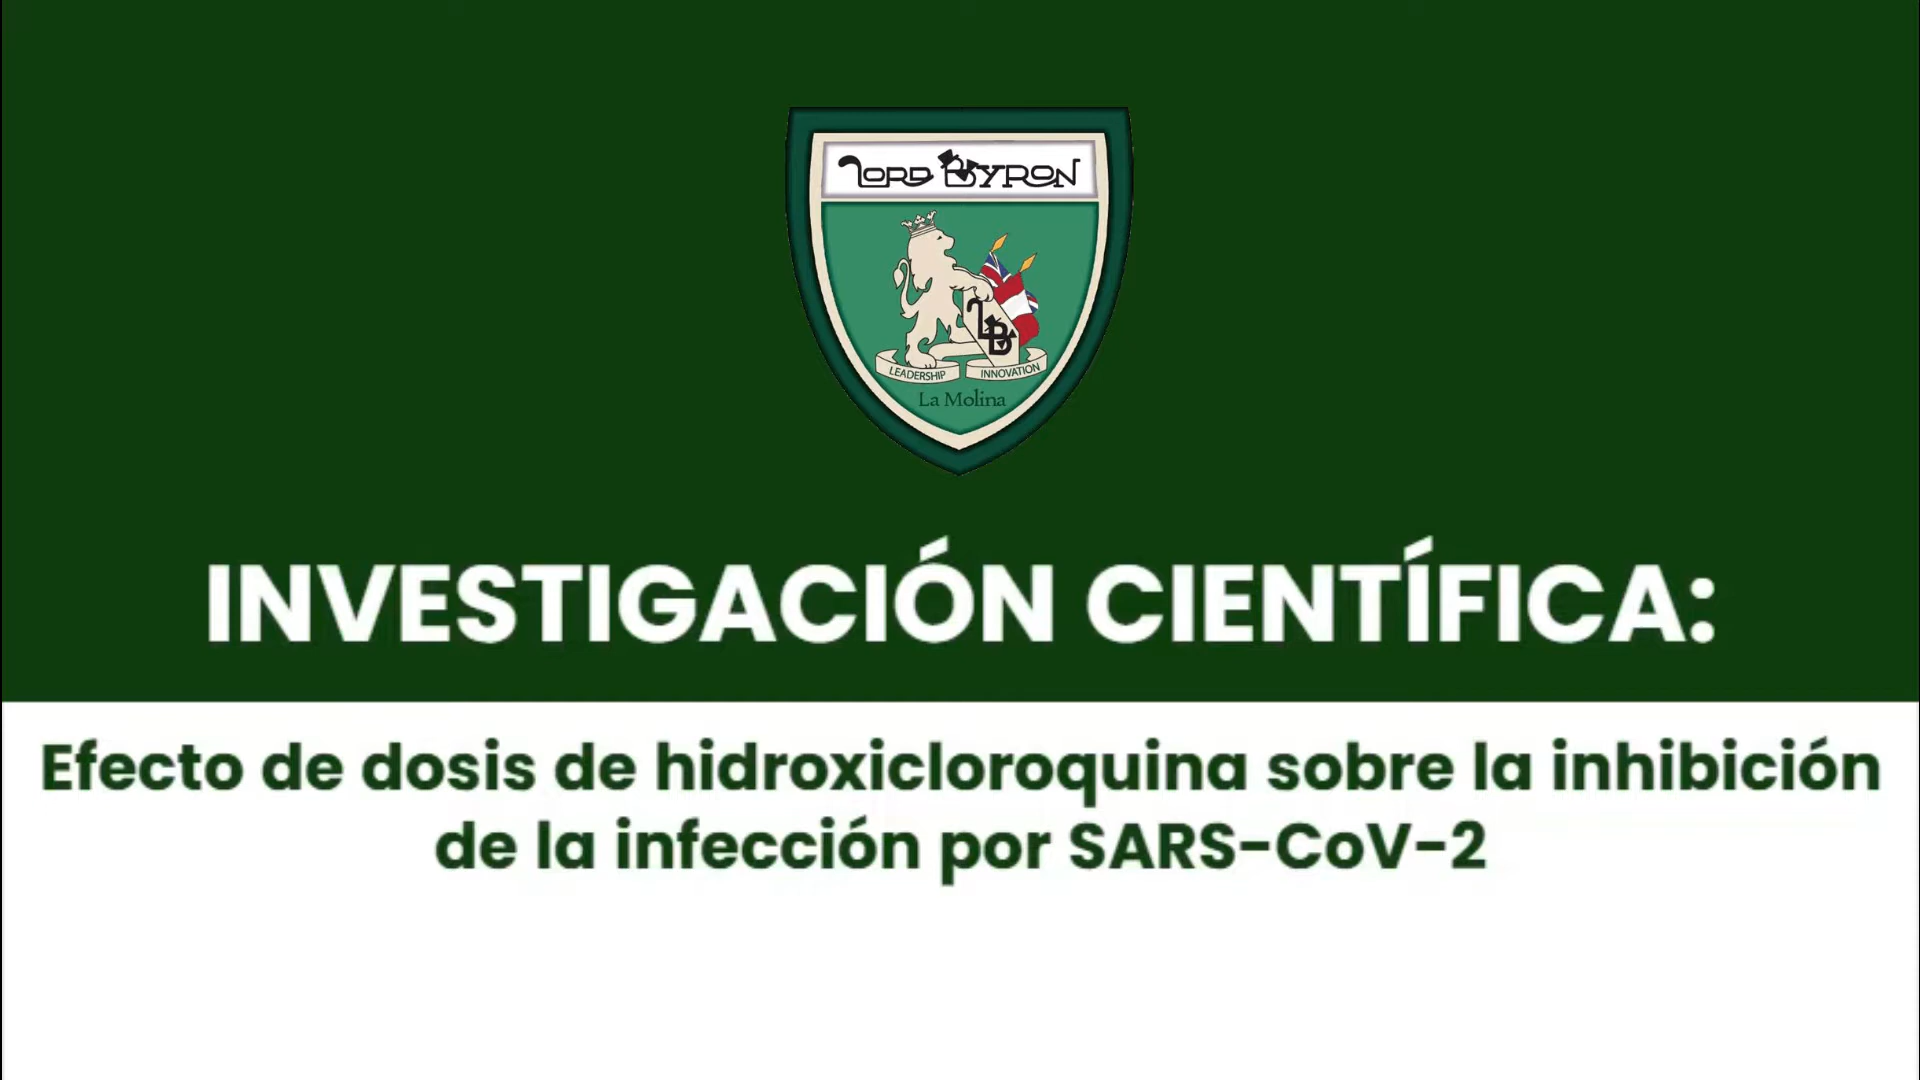 LORD BYRON
LB
LEADERSHIP INNOVATION
La Molina
INVESTIGACIÓN CIENTÍFICA:
Efecto de dosis de hidroxicloroquina sobre la inhibición
de la infección por SARS-CoV-2